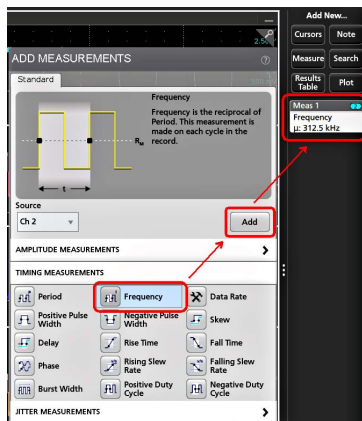 Add New...
Cursors Note
Measure Search
Results Table Plot
Meas 1
Frequency
μ: 312.5 kHz
ADD MEASUREMENTS
Standard
Frequency
Frequency is the reciprocal of
Period. This measurement is
made on each cycle in the
record.
RM
t
Source
Ch 2
Add
AMPLITUDE MEASUREMENTS
TIMING MEASUREMENTS
Period Frequency Data Rate
Positive Pulse Width Negative Pulse Width Skew
Delay Rise Time Fall Time
Phase Rising Slew Rate Falling Slew Rate
Burst Width Positive Duty Cycle Negative Duty Cycle
JITTER MEASUREMENTS